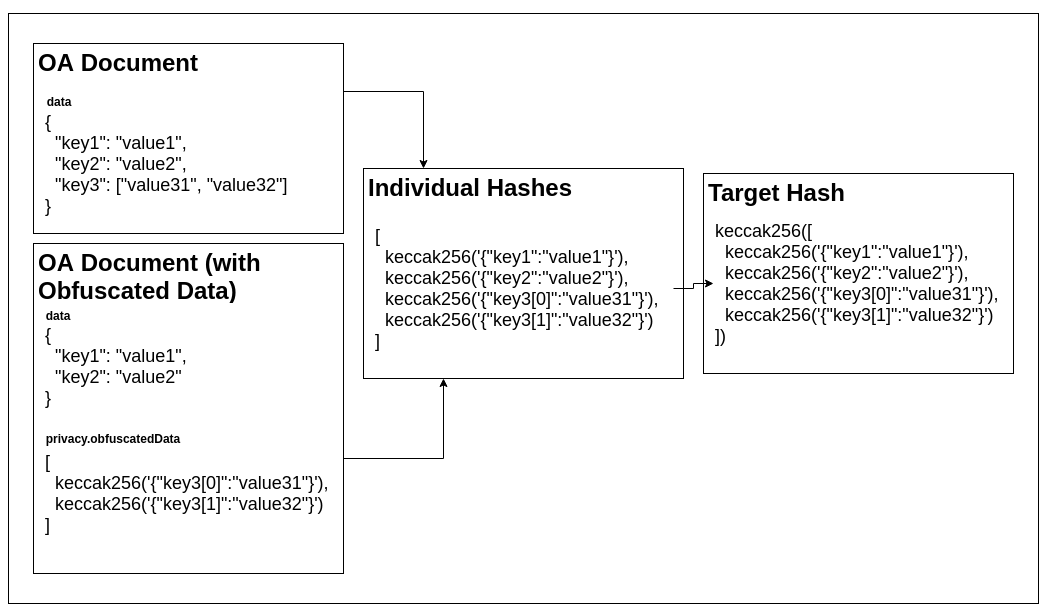 OA Document
data
{
"key1": "value1",
"key2": "value2",
"key3": ["value31", "value32"]
}
OA Document (with
Obfuscated Data)
data
{
"key1": "value1",
"key2": "value2"
}
privacy.obfuscatedData
[
keccak256('{"key3[0]":"value31"}'),
keccak256('{"key3[1]":"value32"}')
]
Individual Hashes
[
keccak256('{"key1":"value1"}'),
keccak256('{"key2":"value2"}'),
keccak256('{"key3[0]":"value31"}'),
keccak256('{"key3[1]":"value32"}')
]
Target Hash
keccak256([
keccak256('{"key1":"value1"}'),
keccak256('{"key2":"value2"}'),
keccak256('{"key3[0]":"value31"}'),
keccak256('{"key3[1]":"value32"}')
])